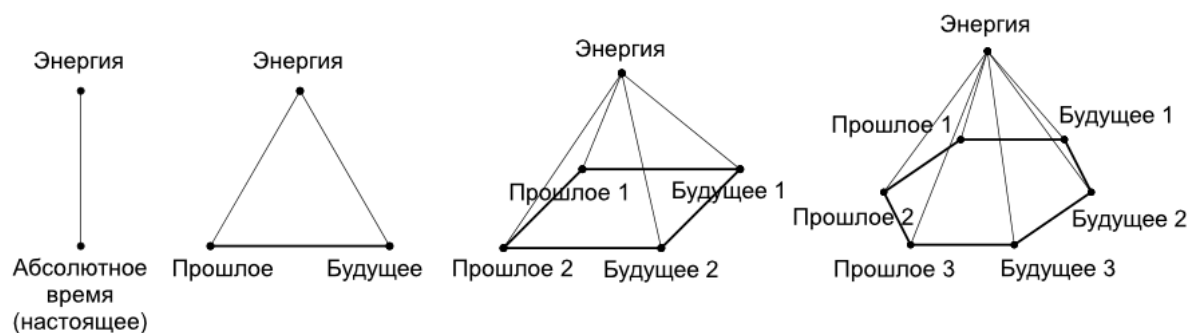 Энергия
Абсолютное
время
(настоящее)
Энергия
Прошлое
Будущее
Энергия
Прошлое 1
Будущее 1
Прошлое 2
Будущее 2
Энергия
Прошлое 1
Будущее 1
Прошлое 2
Будущее 2
Прошлое 3
Будущее 3